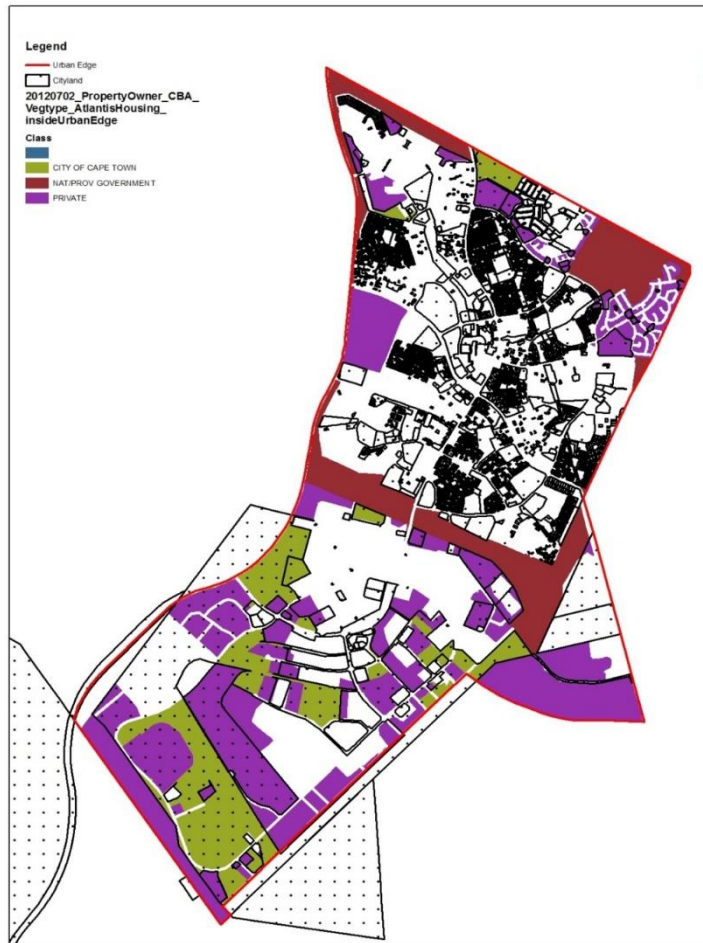 Legend
Urban Edge
Cityland
20120702_PropertyOwner_CBA_
Vegtype_AtlantisHousing_
insideUrbanEdge
Class
CITY OF CAPE TOWN
NAT/PROV GOVERNMENT
PRIVATE